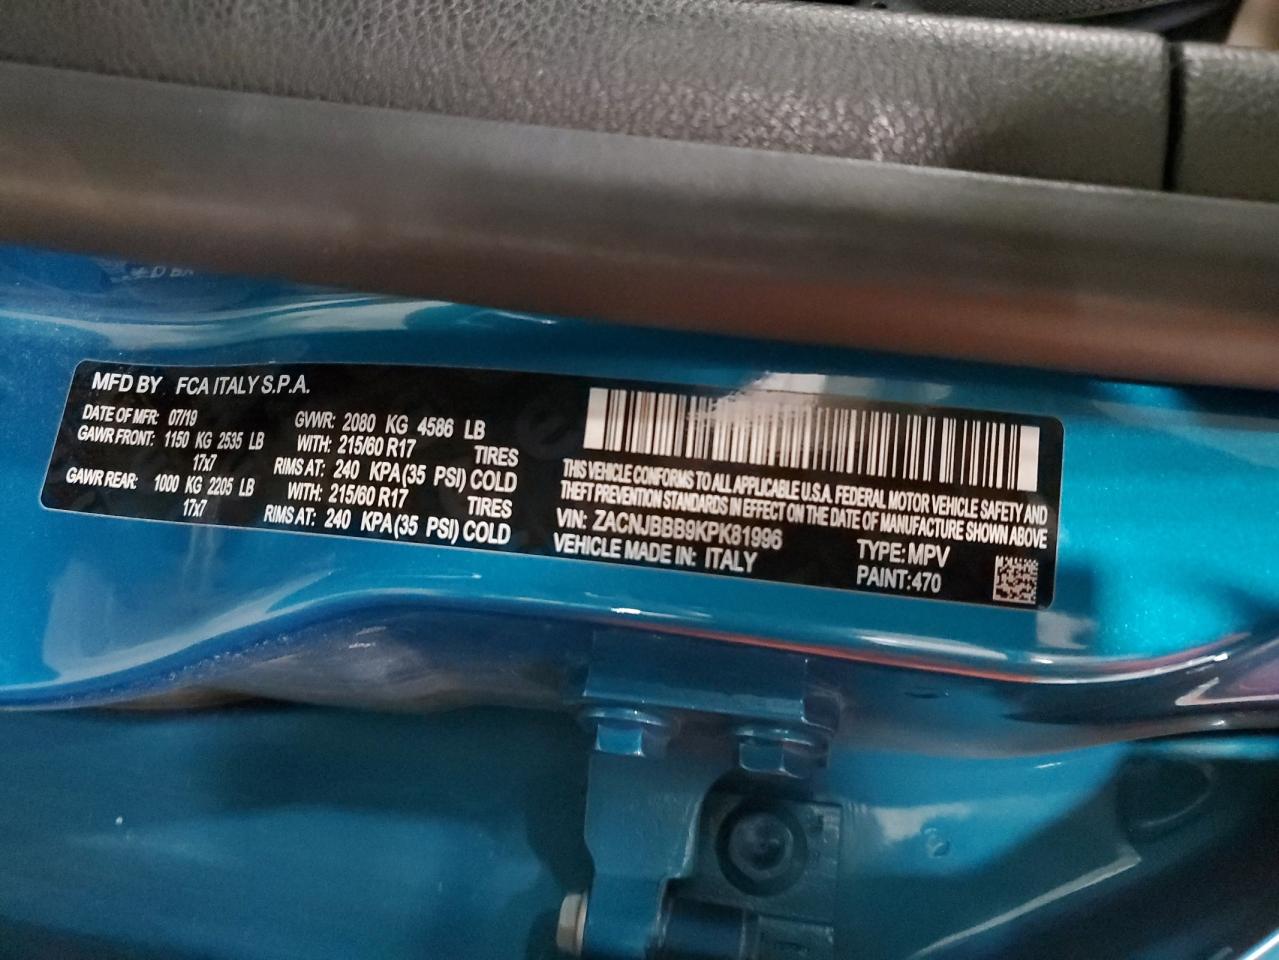 MFD BY FCA ITALY S.P.A.
DATE OF MFR: 07/19 GVWR: 2080 KG 4586 LB
GAWR FRONT: 1150 KG 2535 LB WITH: 215/60 R17 TIRES
17x7 RIMS AT: 240 KPA(35 PSI) COLD
GAWR REAR: 1000 KG 2205 LB WITH: 215/60 R17 TIRES
17x7 RIMS AT: 240 KPA(35 PSI) COLD
THIS VEHICLE CONFORMS TO ALL APPLICABLE U.S.A. FEDERAL MOTOR VEHICLE SAFETY AND
THEFT PREVENTION STANDARDS IN EFFECT ON THE DATE OF MANUFACTURE SHOWN ABOVE
VIN: ZACNJBBB9KPK81996 TYPE: MPV
VEHICLE MADE IN: ITALY PAINT:470